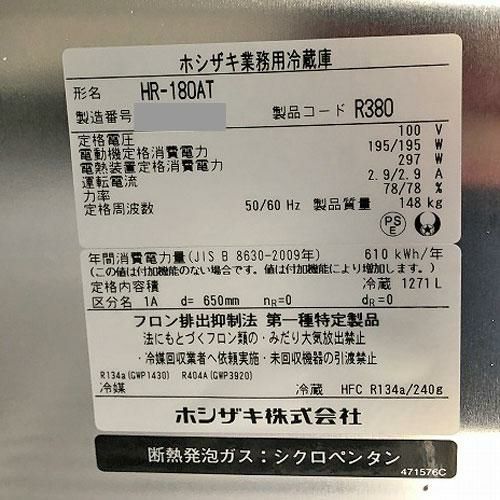 ホシザキ業務用冷蔵庫
形名 HR-180AT
製造番号 製品コード R380
定格電圧 100 V
電動機定格消費電力 195/195 W
電熱装置定格消費電力 297 W
運転電流 2.9/2.9 A
力率 78/78 %
定格周波数 50/60 Hz 製品質量 148 kg
PS E
年間消費電力量(JIS B 8630-2009年) 610 kWh/年
(この値は付加機能のない場合です。値は付加機能により増加します。)
定格内容積 冷蔵 1271 L
区分名 1A d= 650mm nR=0 dR=0
フロン排出抑制法 第一種特定製品
法にもとづくフロン類の・みだり大気放出禁止
・冷媒回収業者へ依頼実施・未回収機器の引渡禁止
R134a(GWP1430) R404A(GWP3920)
冷媒 冷蔵 HFC R134a/240g
ホシザキ株式会社
断熱発泡ガス：シクロペンタン
471576C